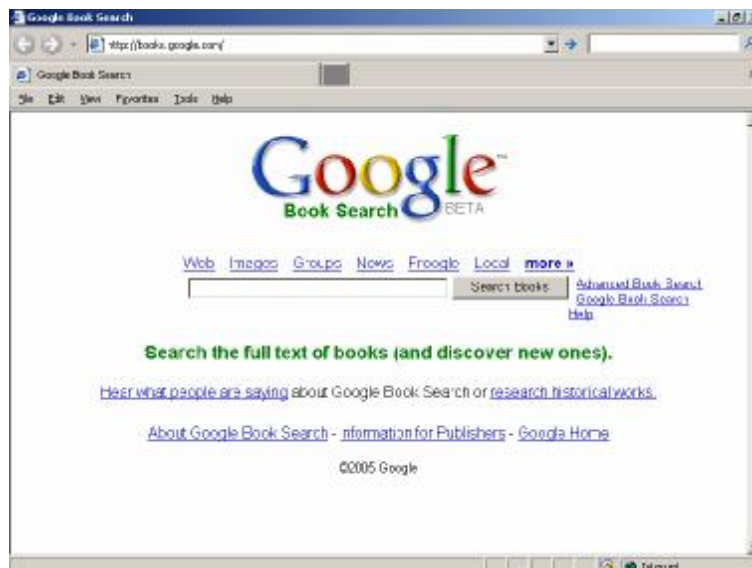 Google Book Search
http://books.google.com/
Google Book Search
File Edit View Favorites Tools Help
Google™
Book Search BETA
Web Images Groups News Froogle Local more »
Search Books
Advanced Book Search
Google Book Search
Help
Search the full text of books (and discover new ones).
Hear what people are saying about Google Book Search or research historical works.
About Google Book Search - Information for Publishers - Google Home
©2005 Google
Internet